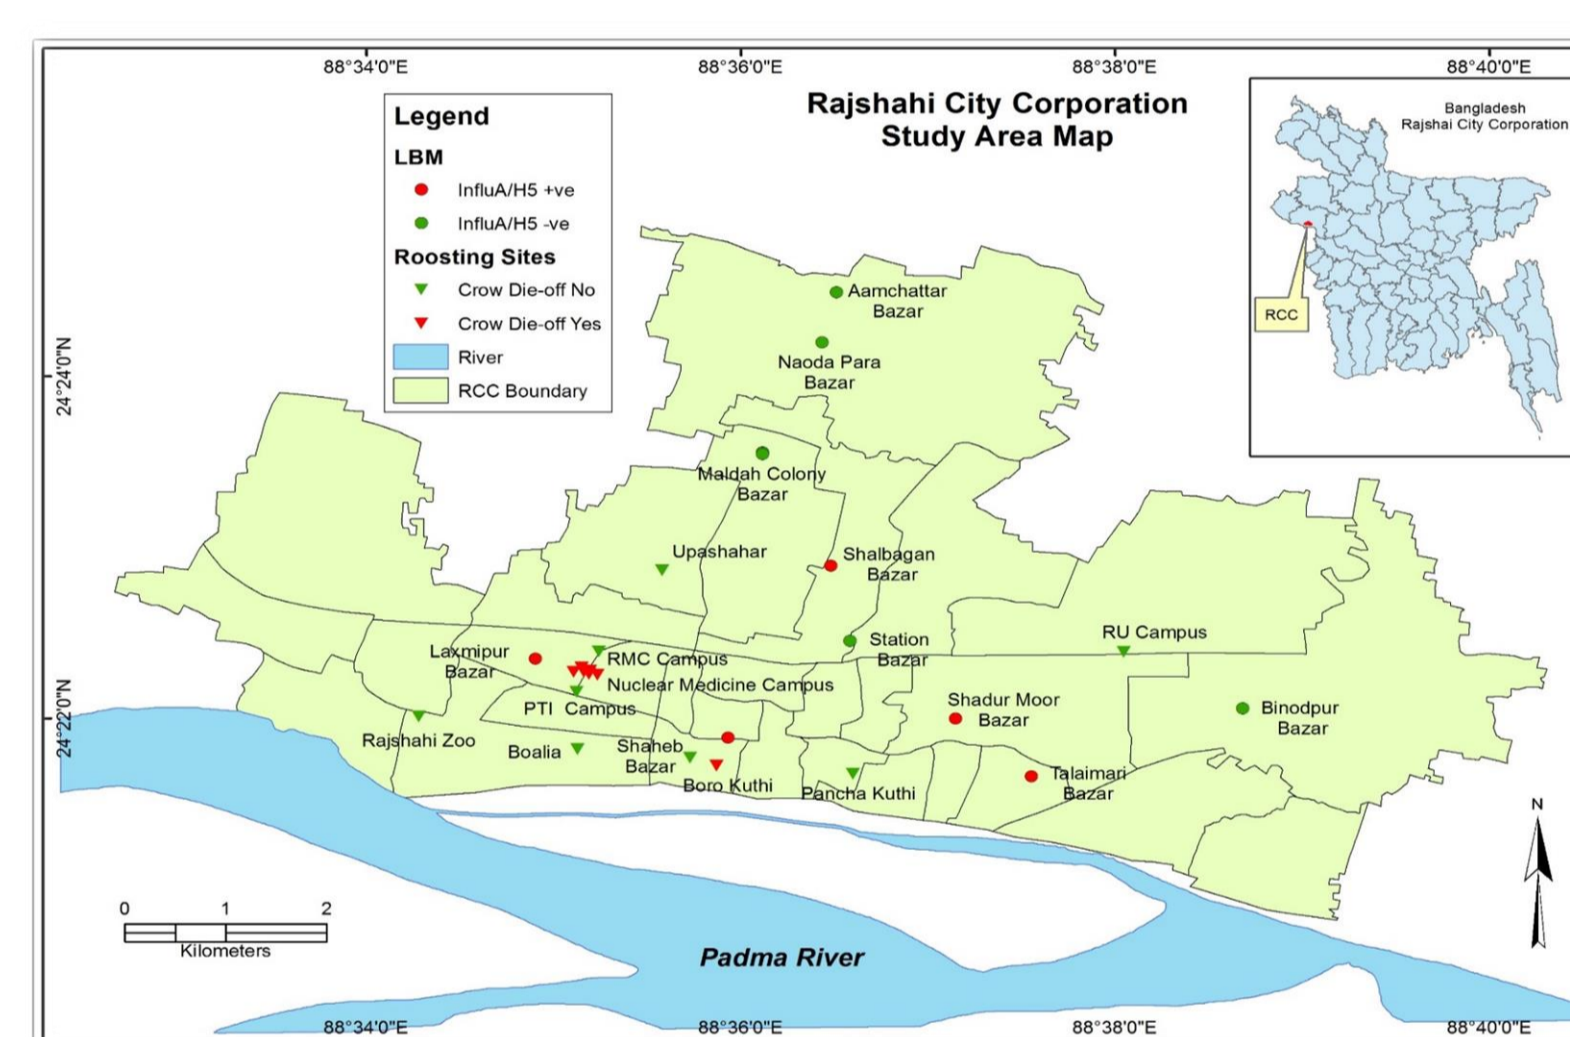 88°34'0"E
88°36'0"E
88°38'0"E
88°40'0"E
Rajshahi City Corporation
Study Area Map
Legend
LBM
InfluA/H5 +ve
InfluA/H5 -ve
Roosting Sites
Crow Die-off No
Crow Die-off Yes
River
RCC Boundary
Bangladesh
Rajshai City Corporation
RCC
24°24'0"N
24°22'0"N
Aamchattar
Bazar
Naoda Para
Bazar
Maldah Colony
Bazar
Upashahar
Shalbagan
Bazar
Station
Bazar
RU Campus
Laxmipur
Bazar
RMC Campus
Nuclear Medicine Campus
PTI Campus
Shadur Moor
Bazar
Binodpur
Bazar
Rajshahi Zoo
Boalia
Shaheb
Bazar
Boro Kuthi
Pancha Kuthi
Talaimari
Bazar
N
0 1 2
Kilometers
Padma River
88°34'0"E
88°36'0"E
88°38'0"E
88°40'0"E